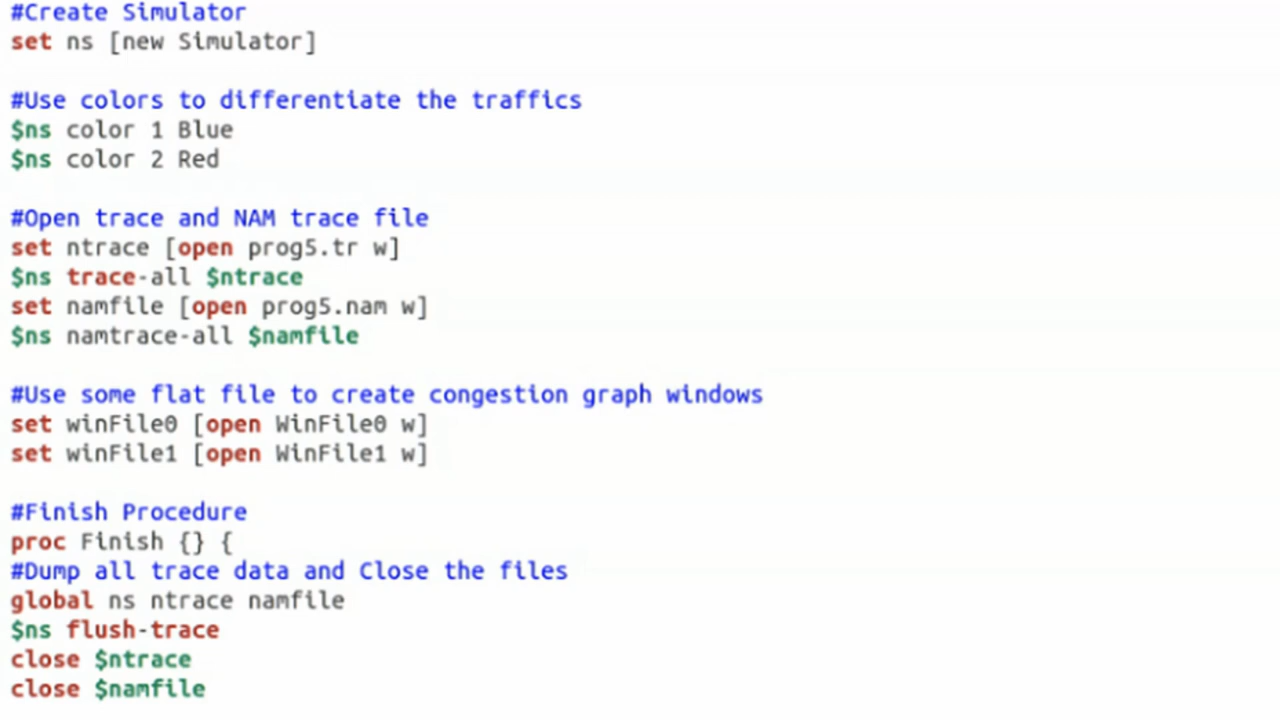 #Create Simulator
set ns [new Simulator]
#Use colors to differentiate the traffics
$ns color 1 Blue
$ns color 2 Red
#Open trace and NAM trace file
set ntrace [open prog5.tr w]
$ns trace-all $ntrace
set namfile [open prog5.nam w]
$ns namtrace-all $namfile
#Use some flat file to create congestion graph windows
set winFile0 [open WinFile0 w]
set winFile1 [open WinFile1 w]
#Finish Procedure
proc Finish {} {
#Dump all trace data and Close the files
global ns ntrace namfile
$ns flush-trace
close $ntrace
close $namfile